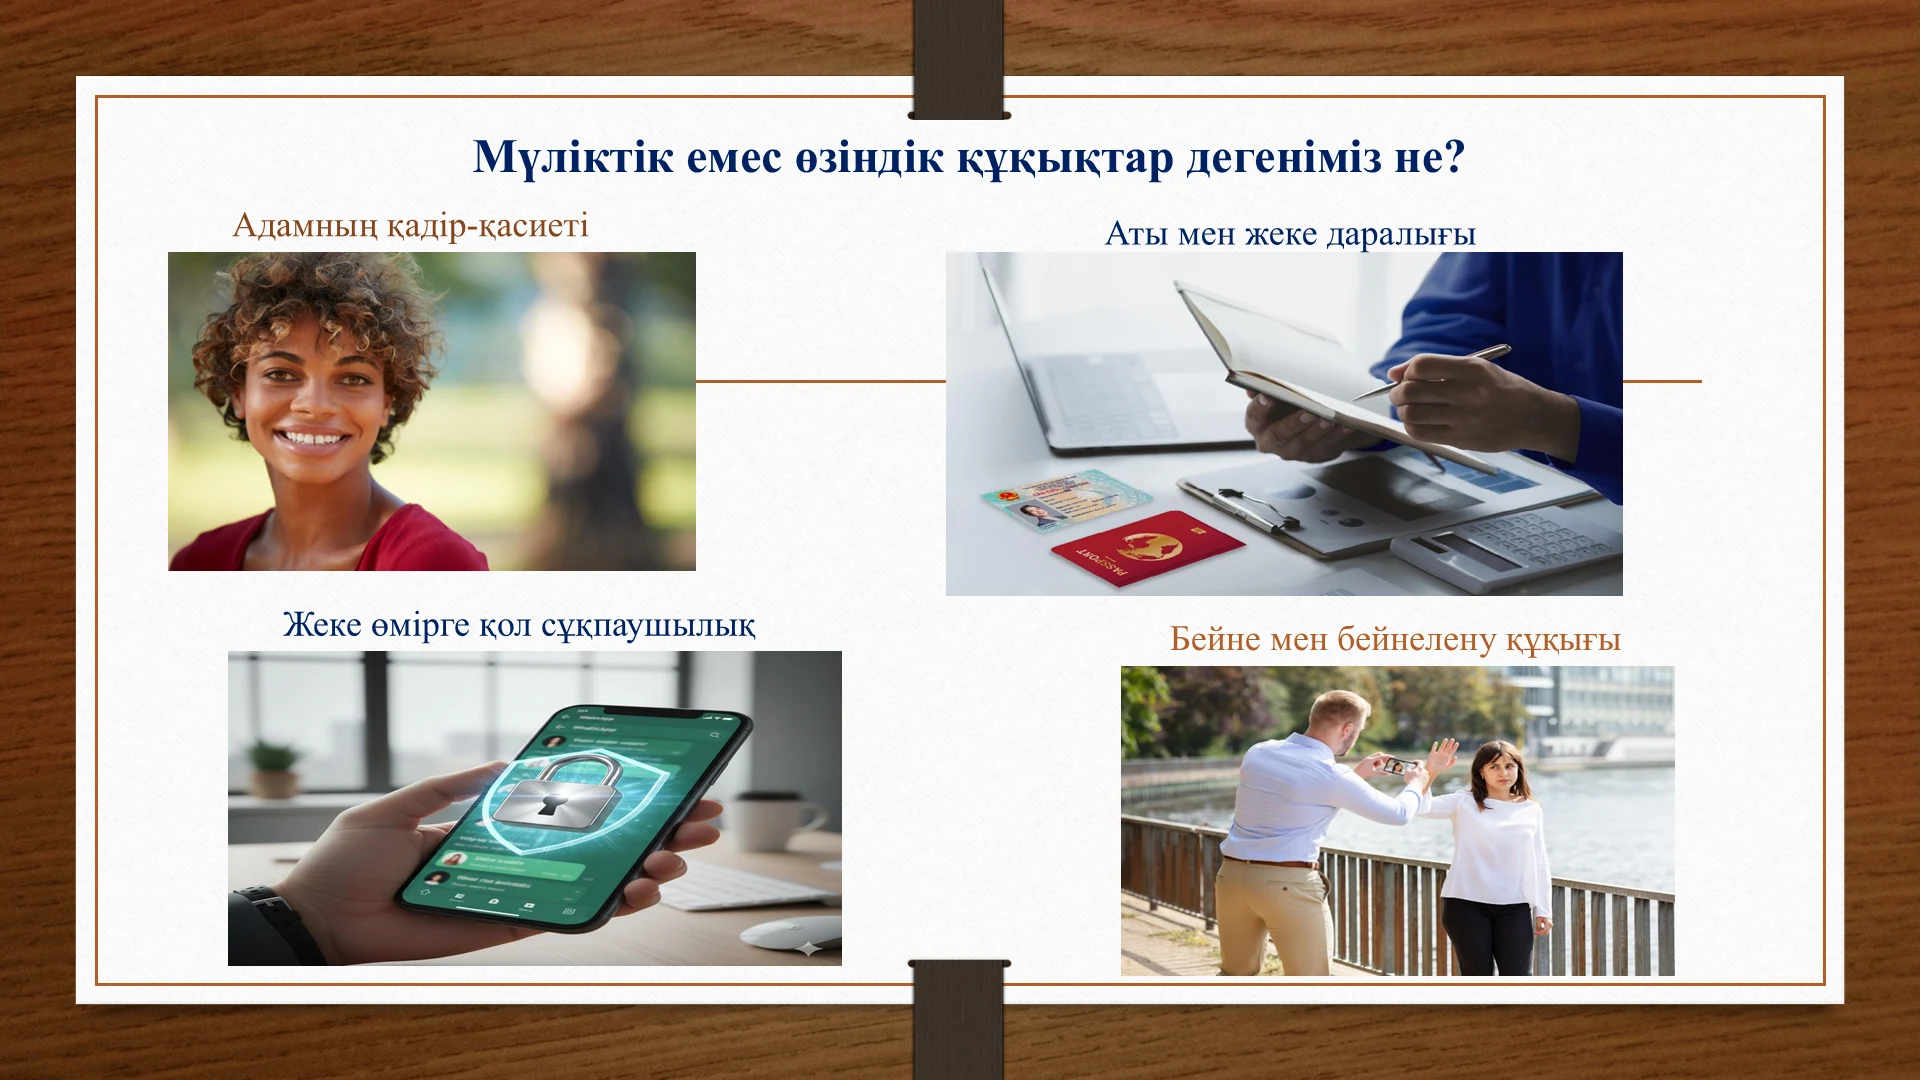 Мүліктік емес өзіндік құқықтар дегеніміз не?
Адамның қадір-қасиеті
Аты мен жеке даралығы
PASSPORT
Жеке өмірге қол сұқпаушылық
Бейне мен бейнелену құқығы